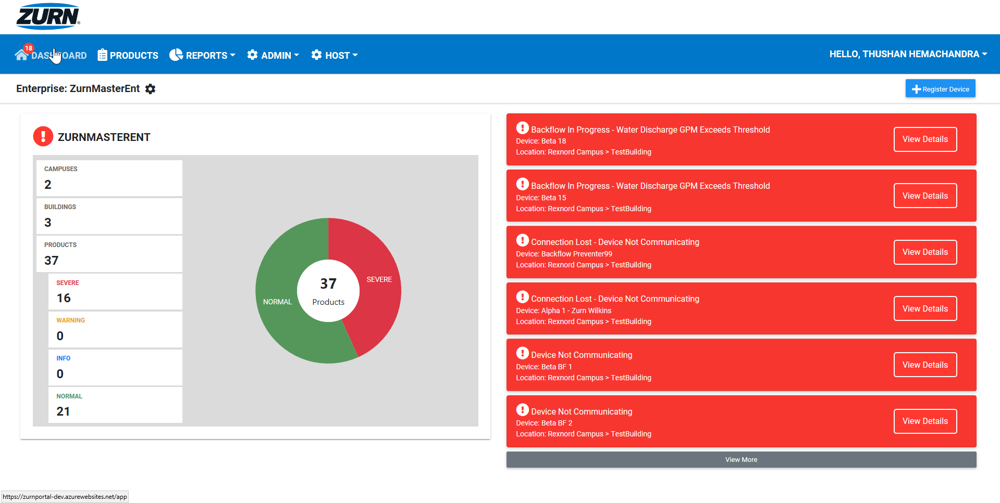 ZURN®
18
DASHBOARD
PRODUCTS
REPORTS
ADMIN
HOST
HELLO, THUSHAN HEMACHANDRA
Enterprise: ZurnMasterEnt
Register Device
ZURNMASTERENT
CAMPUSES
2
BUILDINGS
3
PRODUCTS
37
SEVERE
16
WARNING
0
INFO
0
NORMAL
21
37
Products
SEVERE
NORMAL
Backflow In Progress - Water Discharge GPM Exceeds Threshold
Device: Beta 18
Location: Rexnord Campus > TestBuilding
View Details
Backflow In Progress - Water Discharge GPM Exceeds Threshold
Device: Beta 15
Location: Rexnord Campus > TestBuilding
View Details
Connection Lost - Device Not Communicating
Device: Backflow Preventer99
Location: Rexnord Campus > TestBuilding
View Details
Connection Lost - Device Not Communicating
Device: Alpha 1 - Zurn Wilkins
Location: Rexnord Campus > TestBuilding
View Details
Device Not Communicating
Device: Beta BF 1
Location: Rexnord Campus > TestBuilding
View Details
Device Not Communicating
Device: Beta BF 2
Location: Rexnord Campus > TestBuilding
View Details
View More
https://zurnportal-dev.azurewebsites.net/app